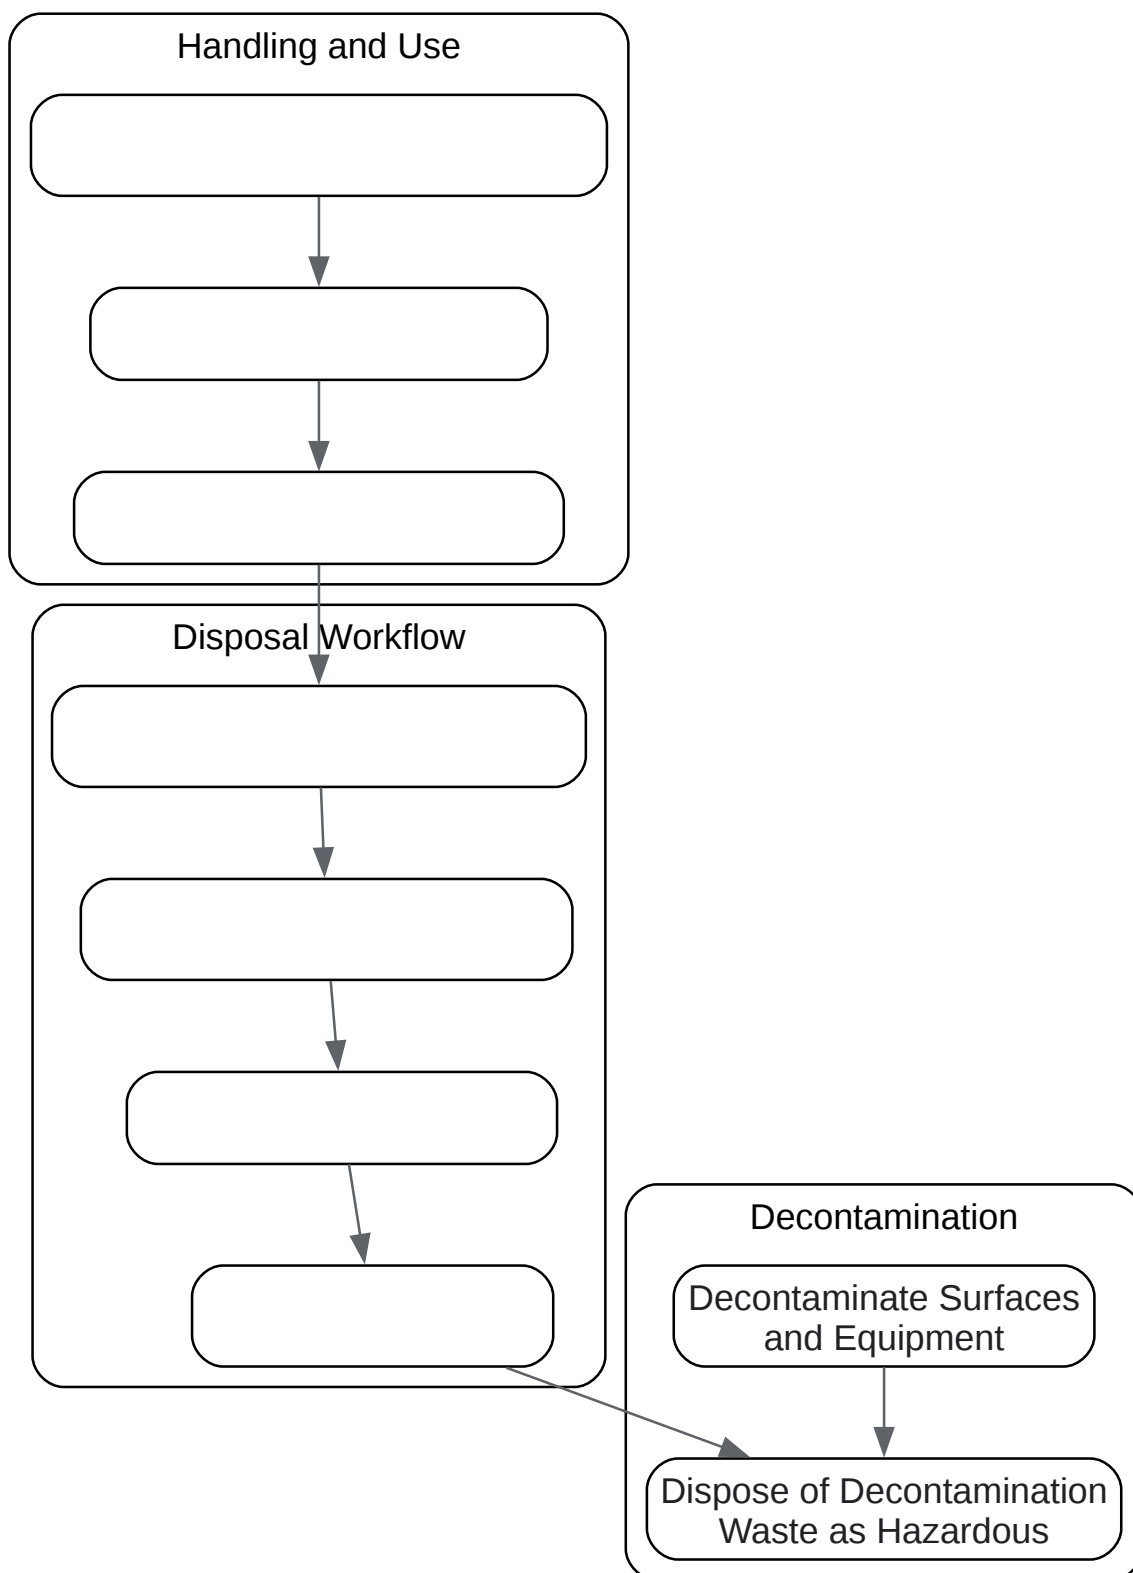 Handling and Use
Disposal Workflow
Decontamination
Decontaminate Surfaces
and Equipment
Dispose of Decontamination
Waste as Hazardous